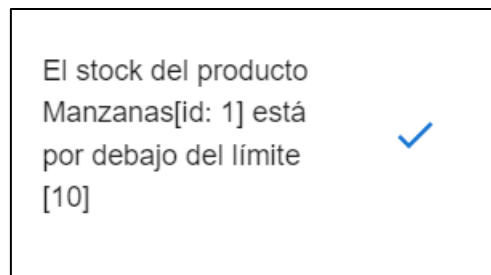 El stock del producto
Manzanas[id: 1] está
por debajo del límite
[10]